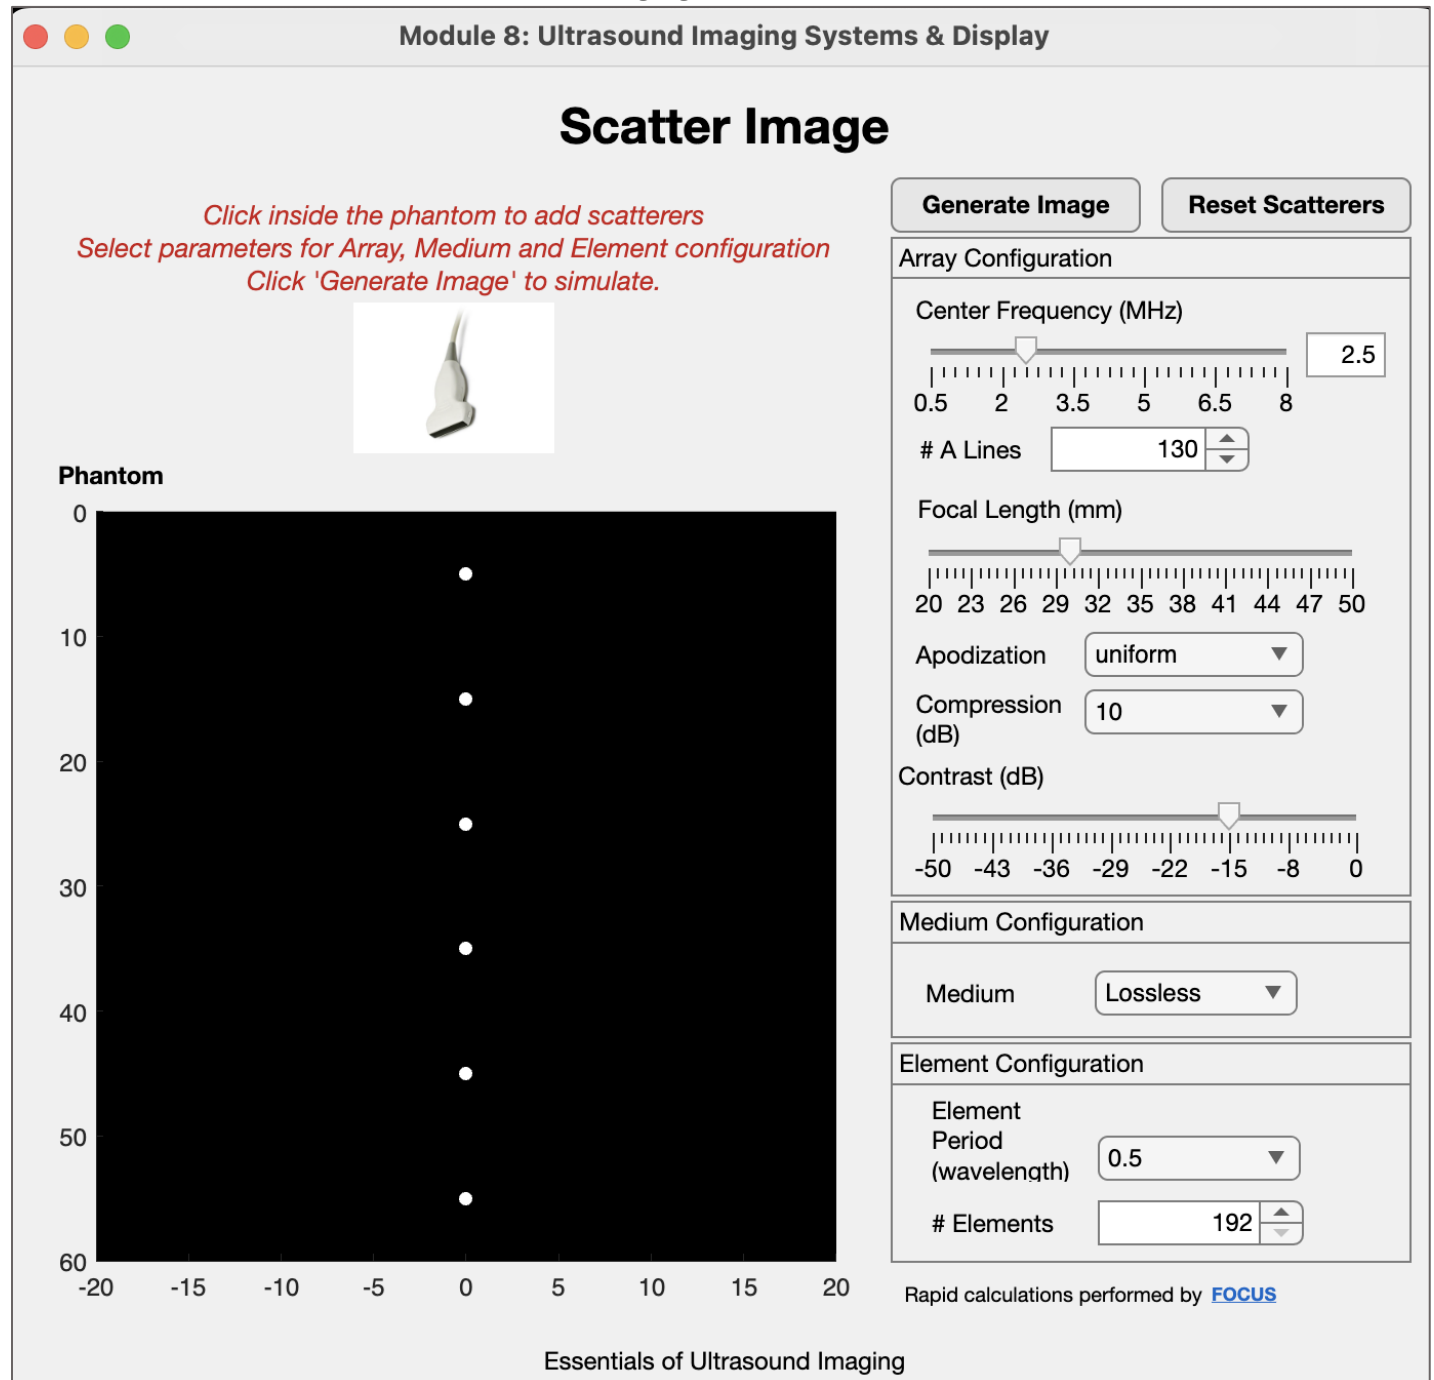 Module 8: Ultrasound Imaging Systems & Display
Scatter Image
Click inside the phantom to add scatterers
Select parameters for Array, Medium and Element configuration
Click 'Generate Image' to simulate.
Phantom
0
10
20
30
40
50
60
-20 -15 -10 -5 0 5 10 15 20
Generate Image Reset Scatterers
Array Configuration
Center Frequency (MHz)
2.5
0.5 2 3.5 5 6.5 8
# A Lines 130
Focal Length (mm)
20 23 26 29 32 35 38 41 44 47 50
Apodization uniform
Compression
(dB)
10
Contrast (dB)
-50 -43 -36 -29 -22 -15 -8 0
Medium Configuration
Medium Lossless
Element Configuration
Element
Period
(wavelength)
0.5
# Elements 192
Rapid calculations performed by FOCUS
Essentials of Ultrasound Imaging